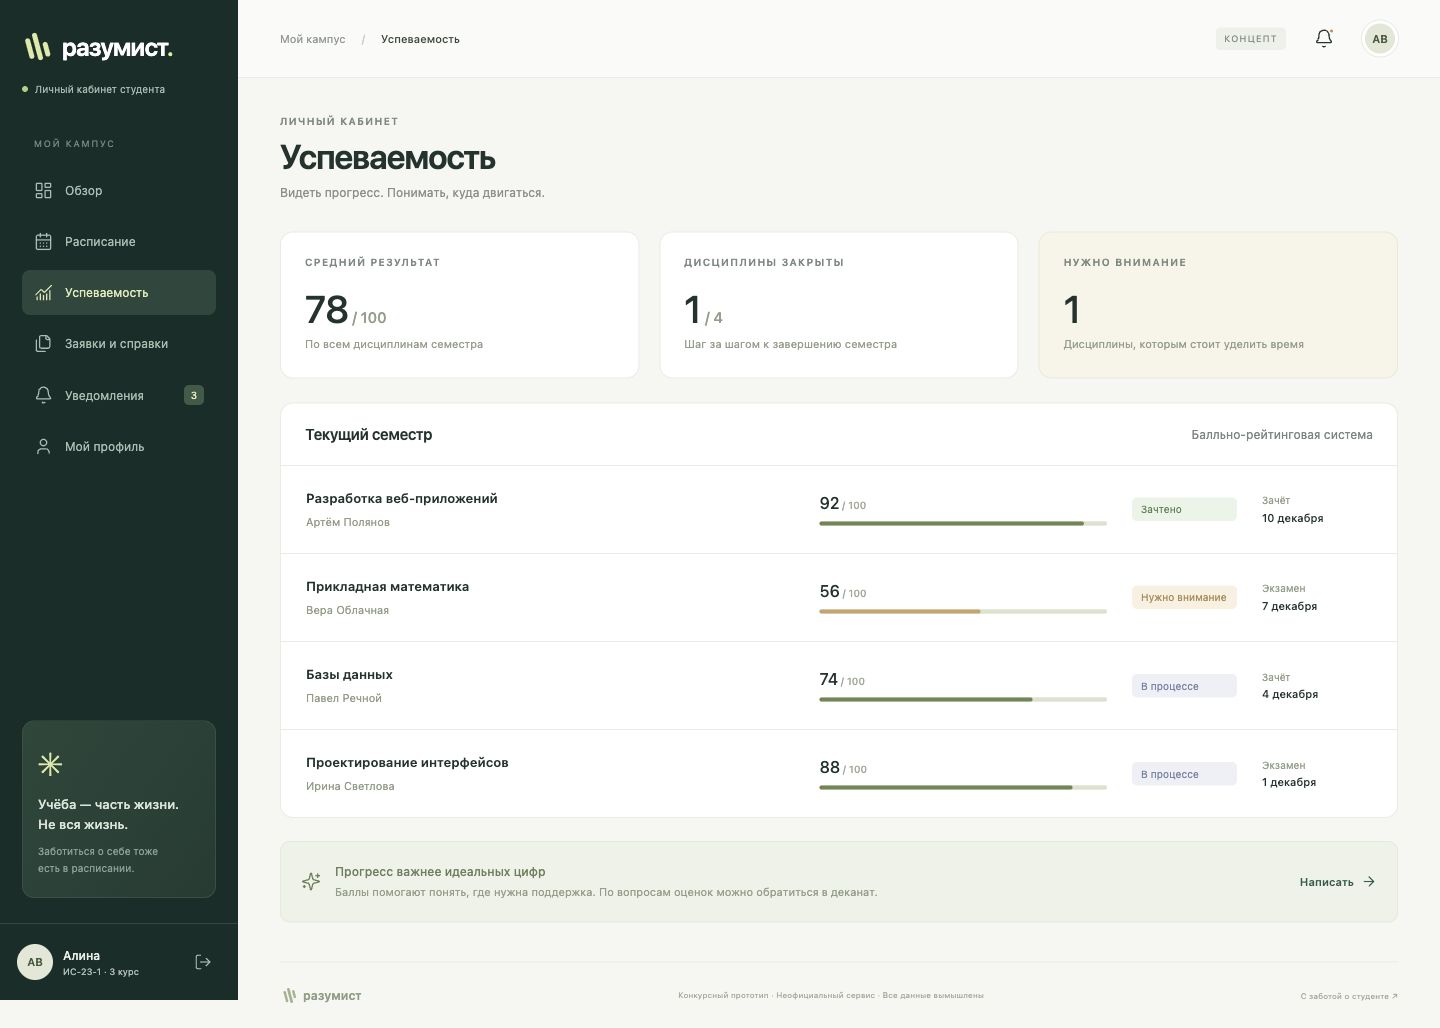 разумист.
Личный кабинет студента
МОЙ КАМПУС
Обзор
Расписание
Успеваемость
Заявки и справки
Уведомления 3
Мой профиль
Учёба — часть жизни.
Не вся жизнь.
Заботиться о себе тоже
есть в расписании.
АВ
Алина
ИС-23-1 · 3 курс
Мой кампус / Успеваемость
КОНЦЕПТ
АВ
ЛИЧНЫЙ КАБИНЕТ
Успеваемость
Видеть прогресс. Понимать, куда двигаться.
СРЕДНИЙ РЕЗУЛЬТАТ
78 / 100
По всем дисциплинам семестра
ДИСЦИПЛИНЫ ЗАКРЫТЫ
1 / 4
Шаг за шагом к завершению семестра
НУЖНО ВНИМАНИЕ
1
Дисциплины, которым стоит уделить время
Текущий семестр
Балльно-рейтинговая система
Разработка веб-приложений
Артём Полянов
92 / 100
Зачтено
Зачёт
10 декабря
Прикладная математика
Вера Облачная
56 / 100
Нужно внимание
Экзамен
7 декабря
Базы данных
Павел Речной
74 / 100
В процессе
Зачёт
4 декабря
Проектирование интерфейсов
Ирина Светлова
88 / 100
В процессе
Экзамен
1 декабря
Прогресс важнее идеальных цифр
Баллы помогают понять, где нужна поддержка. По вопросам оценок можно обратиться в деканат.
Написать →
разумист
Конкурсный прототип · Неофициальный сервис · Все данные вымышлены
С заботой о студенте ↗